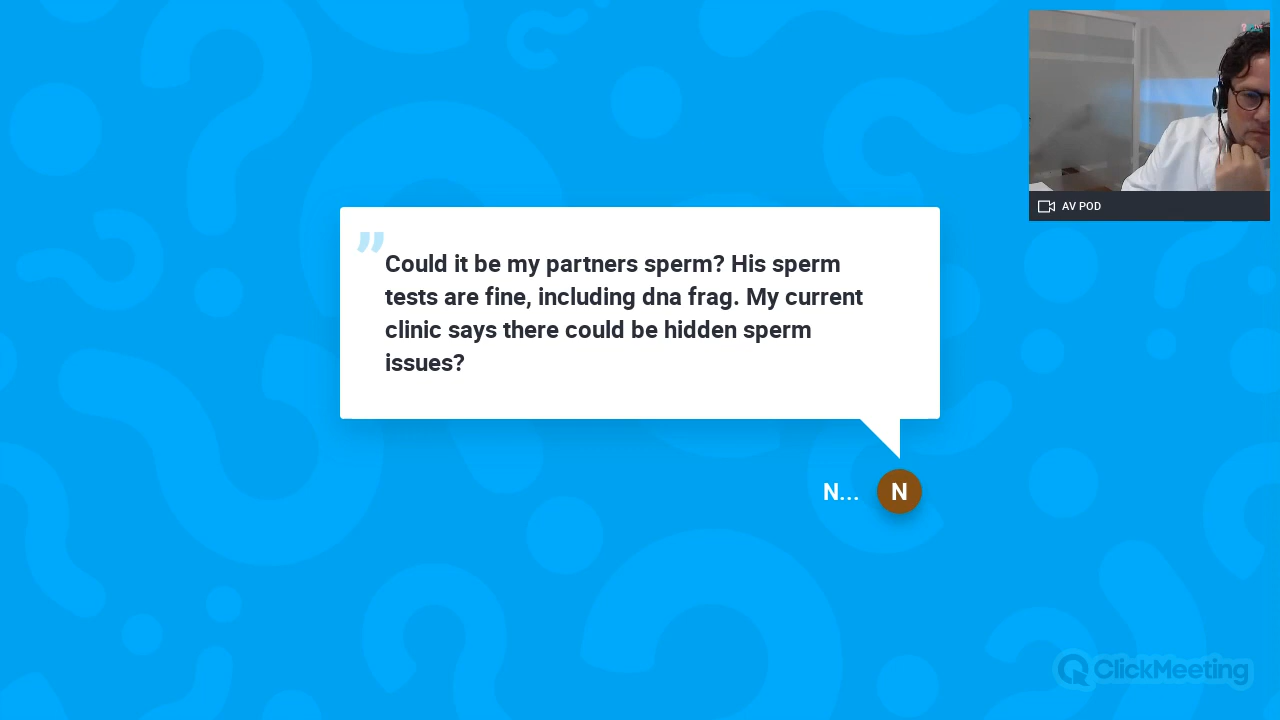 Could it be my partners sperm? His sperm
tests are fine, including dna frag. My current
clinic says there could be hidden sperm
issues?
N...
N
AV POD
ClickMeeting